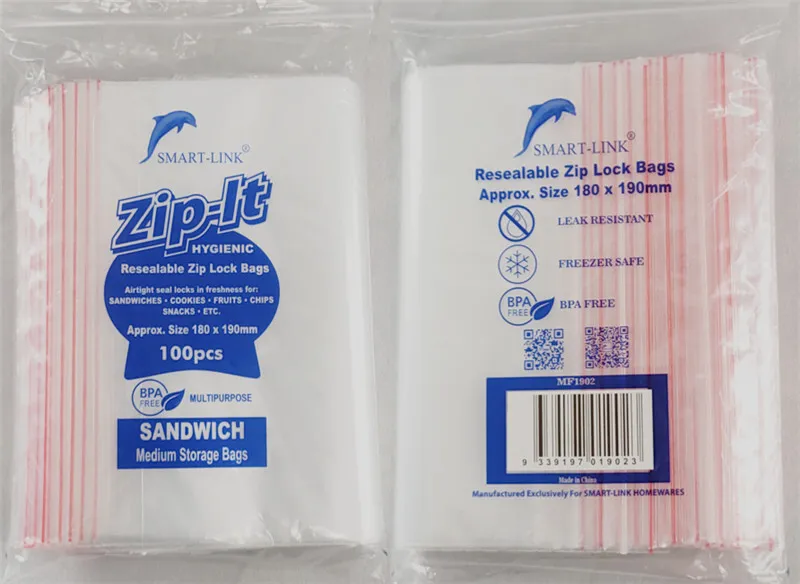 SMART-LINK®
Zip-It
HYGIENIC
Resealable Zip Lock Bags
Airtight seal locks in freshness for:
SANDWICHES • COOKIES • FRUITS • CHIPS
SNACKS • ETC.
Approx. Size 180 x 190mm
100pcs
BPA
FREE
MULTIPURPOSE
SANDWICH
Medium Storage Bags
SMART-LINK®
Resealable Zip Lock Bags
Approx. Size 180 x 190mm
LEAK RESISTANT
FREEZER SAFE
BPA
FREE
BPA FREE
MF1902
9 339197 019023
Made in China
Manufactured Exclusively For SMART-LINK HOMEWARES